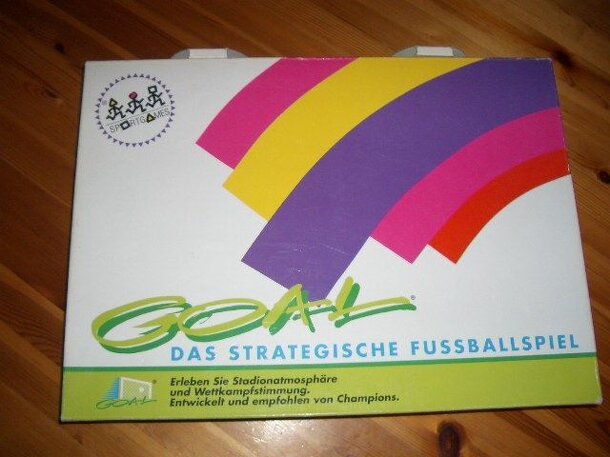 SPORTGAMES
GOAL
DAS STRATEGISCHE FUSSBALLSPIEL
Erleben Sie Stadionatmosphäre
und Wettkampfstimmung.
Entwickelt und empfohlen von Champions.
GOAL